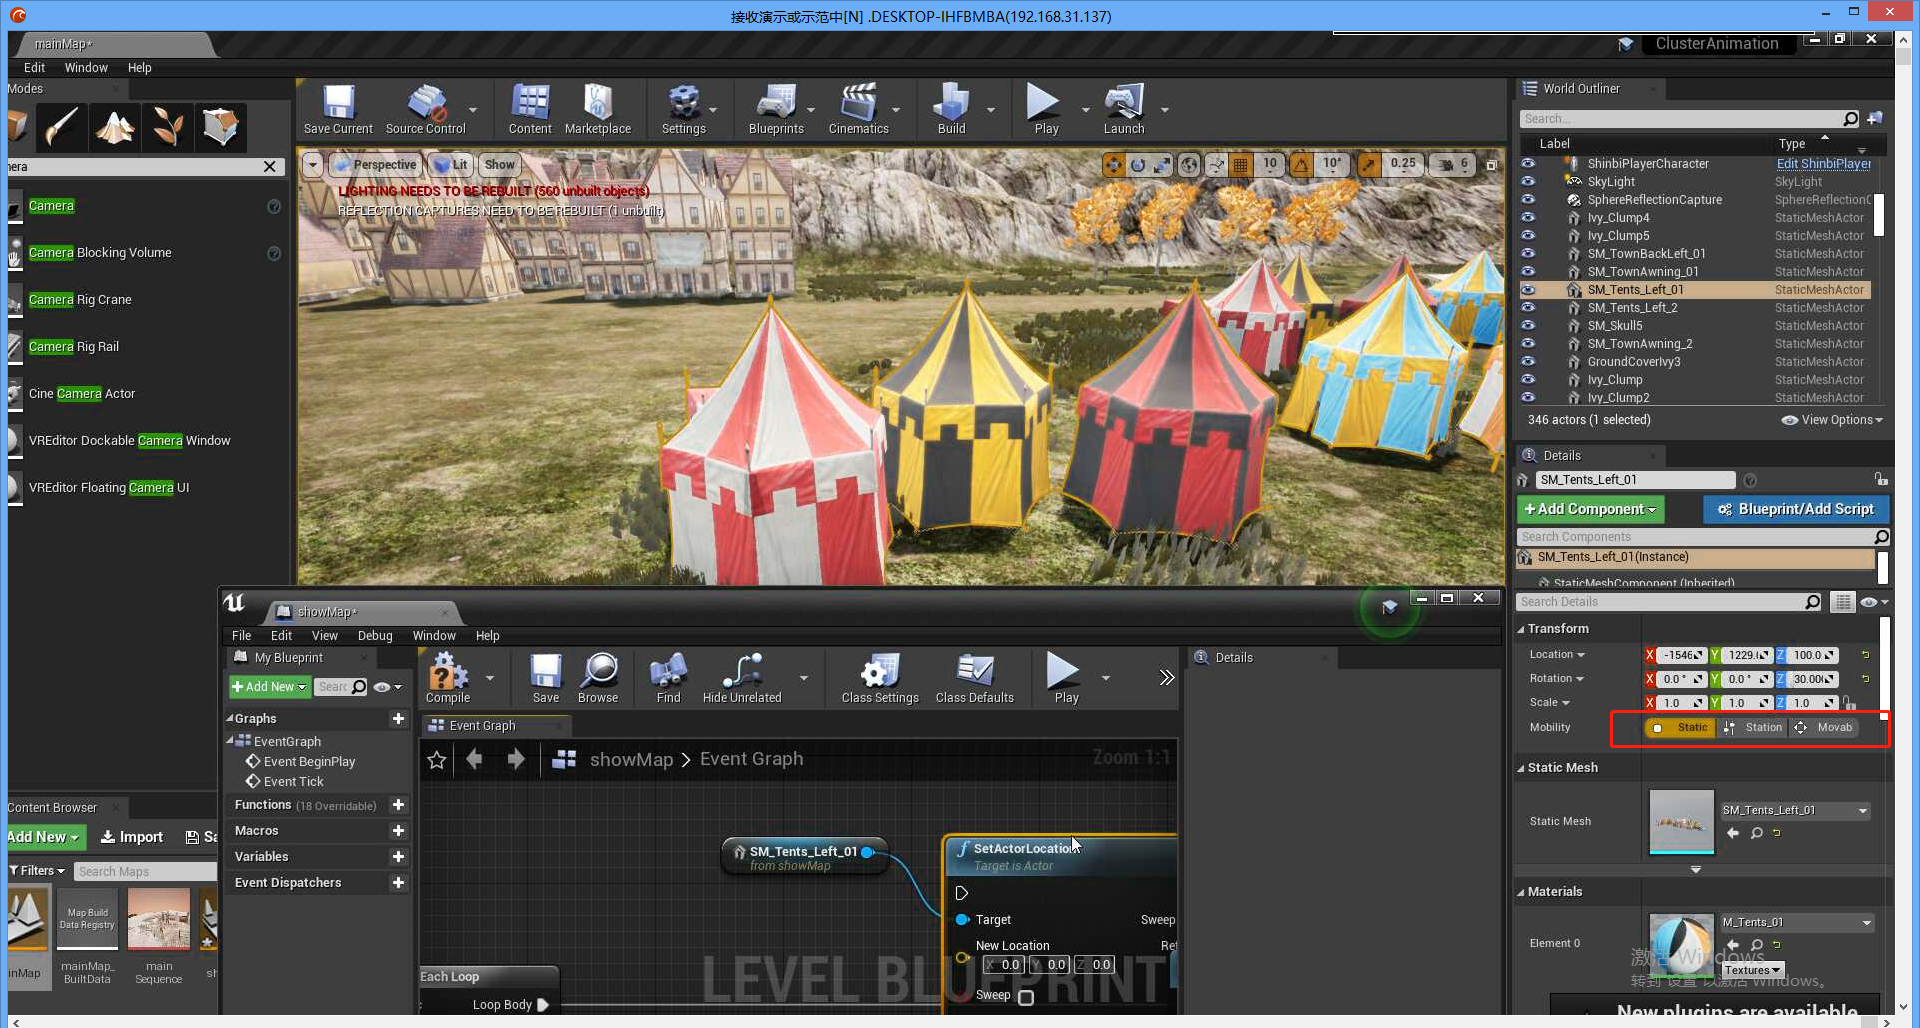 接收演示或示范中[N] .DESKTOP-IHFBMBA(192.168.31.137)
mainMap*
ClusterAnimation
Edit Window Help
Modes
Save Current
Source Control
Content
Marketplace
Settings
Blueprints
Cinematics
Build
Play
Launch
nera
Camera
Camera Blocking Volume
Camera Rig Crane
Camera Rig Rail
Cine Camera Actor
VREditor Dockable Camera Window
VREditor Floating Camera UI
Perspective Lit Show
10 10° 0.25 6
LIGHTING NEEDS TO BE REBUILT (560 unbuilt objects)
REFLECTION CAPTURES NEED TO BE REBUILT (1 unbuilt)
World Outliner
Search...
Label Type
ShinbiPlayerCharacter Edit ShinbiPlayer
SkyLight SkyLight
SphereReflectionCapture SphereReflectionC
Ivy_Clump4 StaticMeshActor
Ivy_Clump5 StaticMeshActor
SM_TownBackLeft_01 StaticMeshActor
SM_TownAwning_01 StaticMeshActor
SM_Tents_Left_01 StaticMeshActor
SM_Tents_Left_2 StaticMeshActor
SM_Skull5 StaticMeshActor
SM_TownAwning_2 StaticMeshActor
GroundCoverIvy3 StaticMeshActor
Ivy_Clump StaticMeshActor
Ivy_Clump2 StaticMeshActor
346 actors (1 selected) View Options
Details
SM_Tents_Left_01
+Add Component Blueprint/Add Script
Search Components
SM_Tents_Left_01(Instance)
StaticMeshComponent (Inherited)
Search Details
Transform
Location X -1546 Y 1229.( Z 100.0
Rotation X 0.0 ° Y 0.0 ° Z 30.00
Scale X 1.0 Y 1.0 Z 1.0
Mobility Static Station Movab
Static Mesh
Static Mesh SM_Tents_Left_01
Materials
Element 0 M_Tents_01
Textures
激活 Windows
转到"设置"以激活 Windows。
New plugins are available
showMap*
File Edit View Debug Window Help
My Blueprint
+Add New Searc
Graphs +
EventGraph
Event BeginPlay
Event Tick
Functions (18 Overridable) +
Macros +
Variables +
Event Dispatchers +
Compile
Save
Browse
Find
Hide Unrelated
Class Settings
Class Defaults
Play
Details
Event Graph
showMap > Event Graph
Zoom 1:1
SM_Tents_Left_01
from showMap
SetActorLocation
Target is Actor
Target Sweep
New Location Ret
X 0.0 Y 0.0 Z 0.0
Sweep
LEVEL BLUEPRINT
Each Loop
Loop Body
Content Browser
Add New Import Sa
Filters Search Maps
inMap
Map Build
Data Registry
mainMap_
BuiltData
main
Sequence
sh